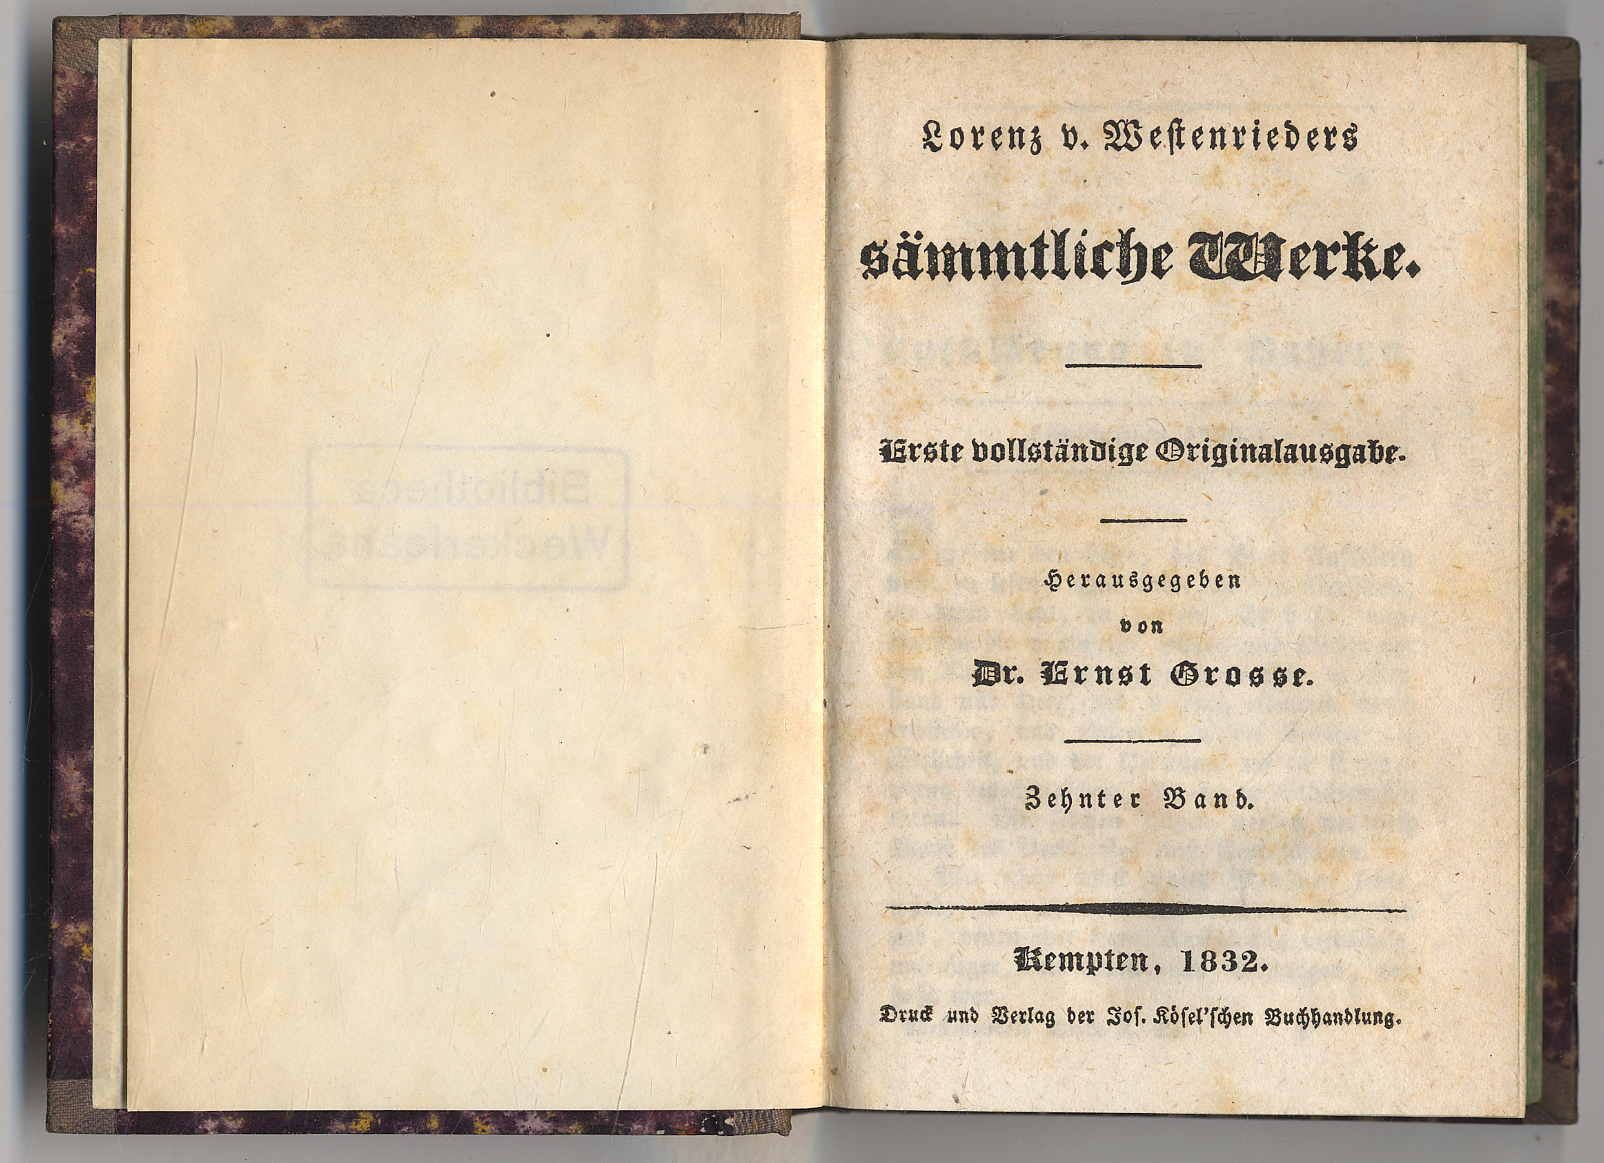 Lorenz v. Westenrieders
sämmtliche Werke.
Erste vollständige Originalausgabe.
Herausgegeben
von
Dr. Ernst Grosse.
Zehnter Band.
Kempten, 1832.
Druck und Verlag der Jos. Kösel'schen Buchhandlung.